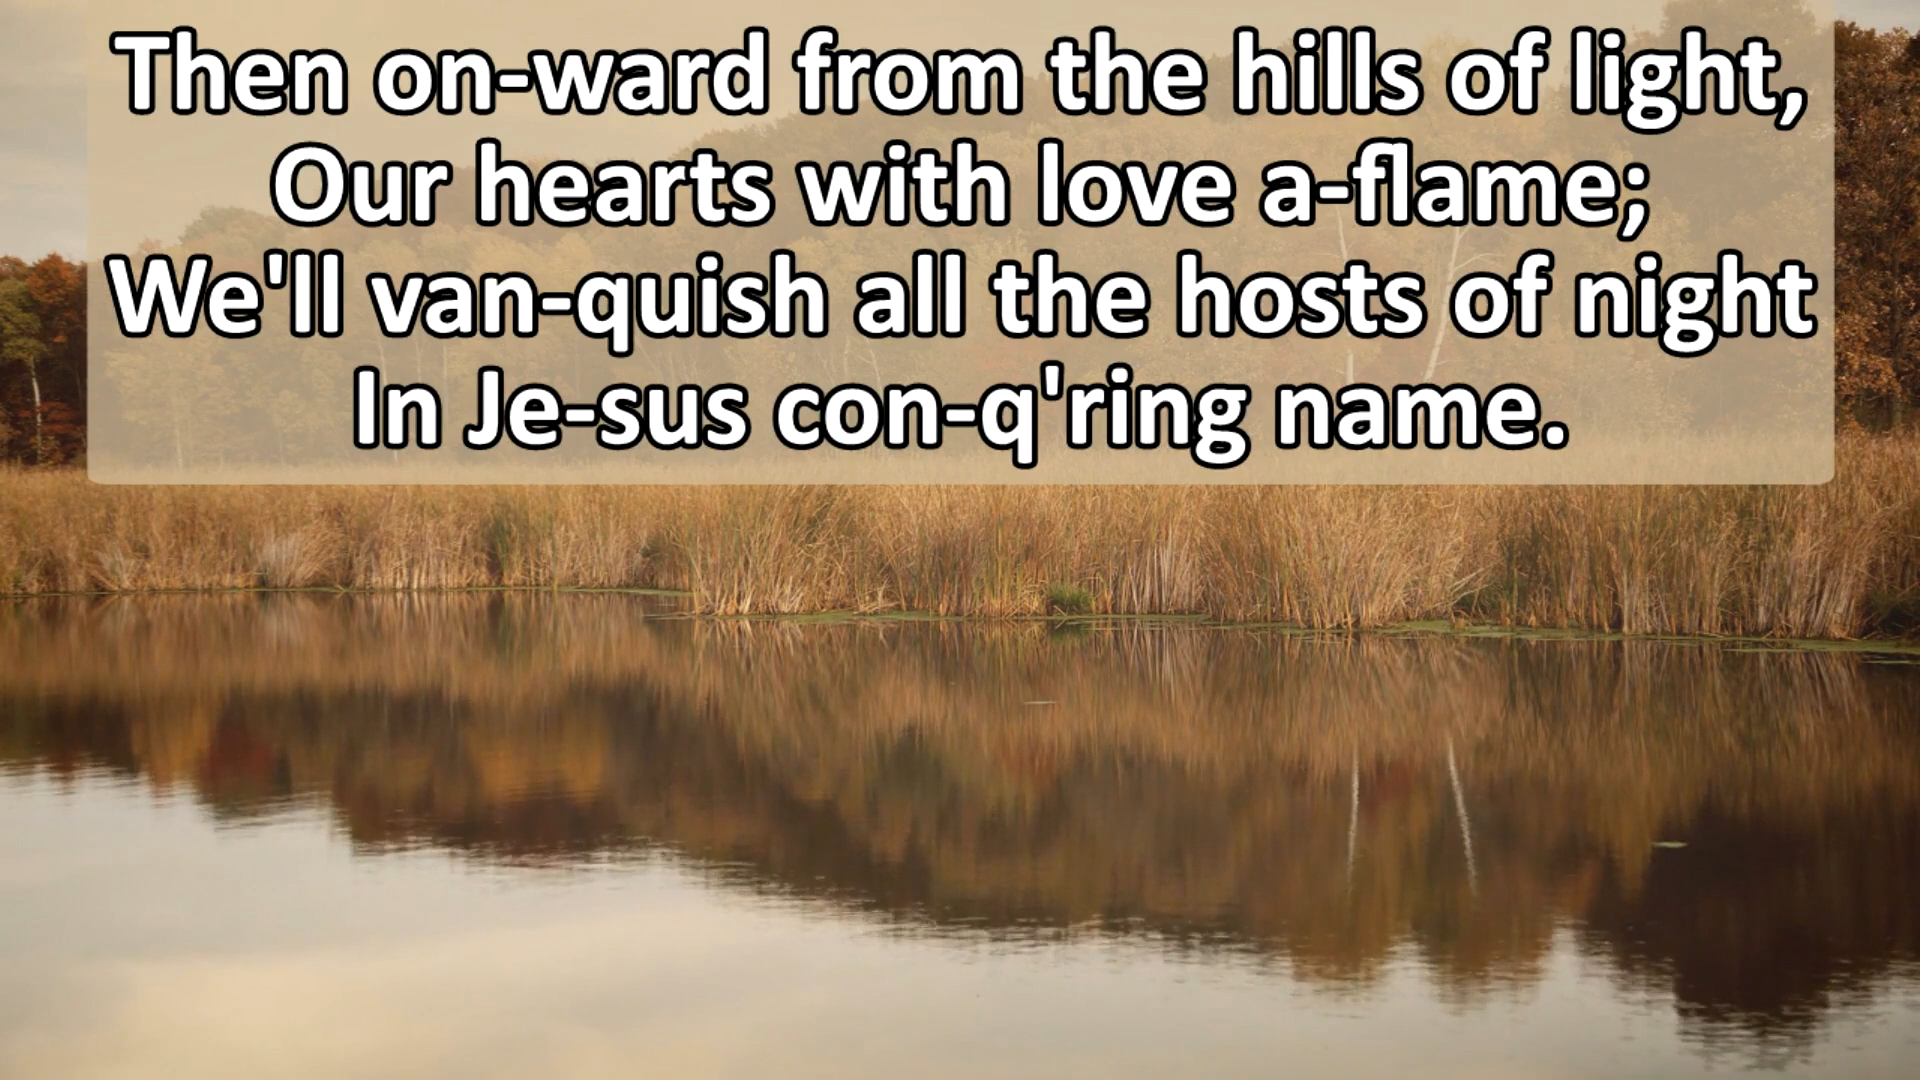 Then on-ward from the hills of light,
Our hearts with love a-flame;
We'll van-quish all the hosts of night
In Je-sus con-q'ring name.